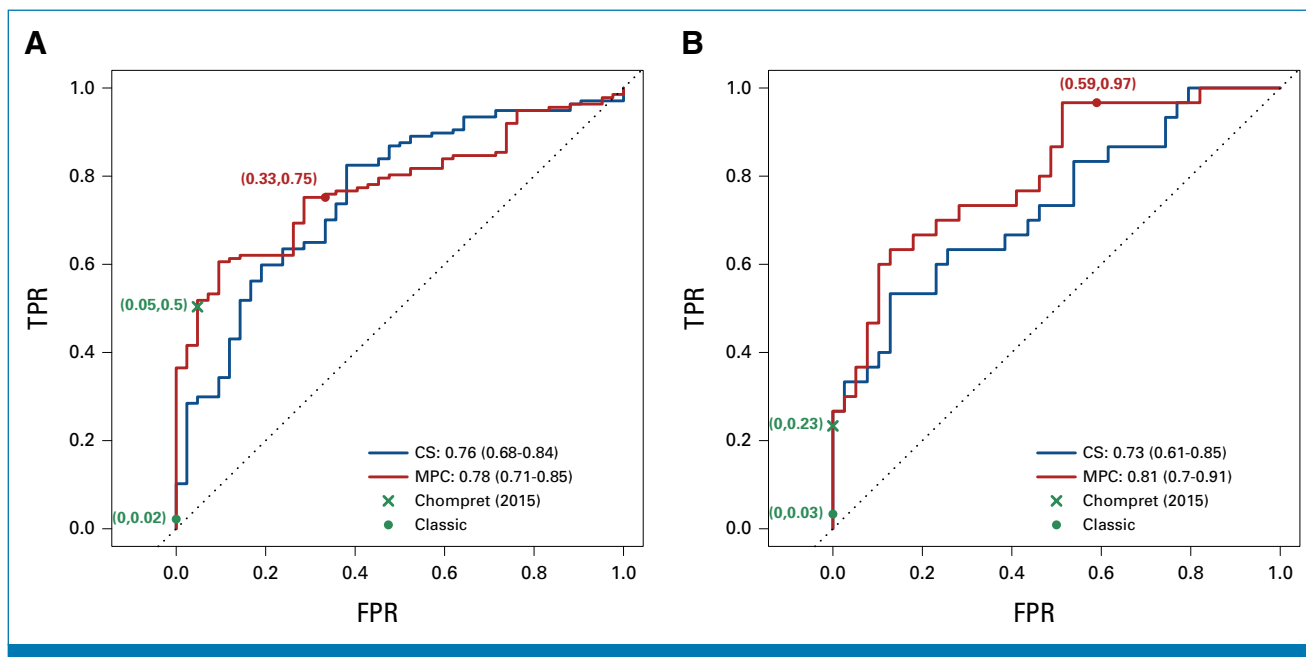 A
TPR
1.0
0.8
0.6
0.4
0.2
0.0
(0.33,0.75)
(0.05,0.5)
(0,0.02)
CS: 0.76 (0.68-0.84)
MPC: 0.78 (0.71-0.85)
Chompret (2015)
Classic
0.0 0.2 0.4 0.6 0.8 1.0
FPR
B
TPR
1.0
0.8
0.6
0.4
0.2
0.0
(0.59,0.97)
(0,0.23)
(0,0.03)
CS: 0.73 (0.61-0.85)
MPC: 0.81 (0.7-0.91)
Chompret (2015)
Classic
0.0 0.2 0.4 0.6 0.8 1.0
FPR